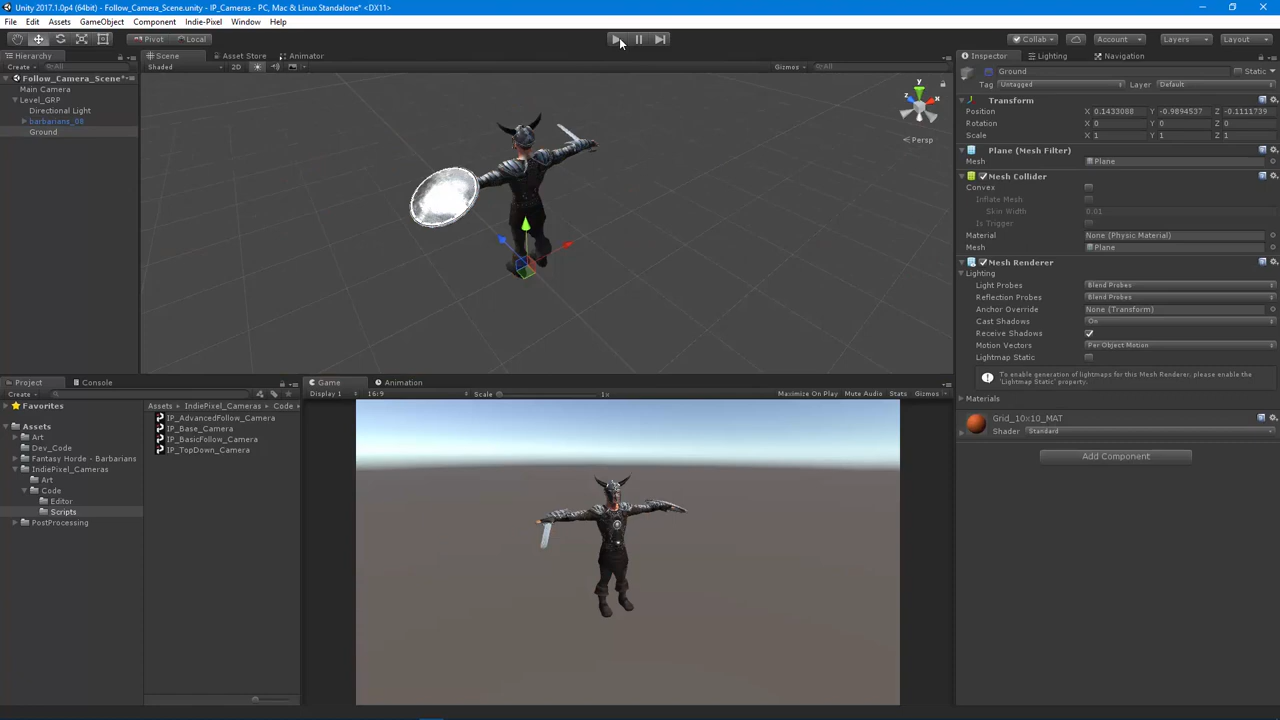 Unity 2017.1.0p4 (64bit) - Follow_Camera_Scene.unity - IP_Cameras - PC, Mac & Linux Standalone* <DX11>
File Edit Assets GameObject Component Indie-Pixel Window Help
Pivot Local
Collab Account Layers Layout
Hierarchy
Create All
Follow_Camera_Scene*
Main Camera
Level_GRP
Directional Light
barbarians_08
Ground
Scene Asset Store Animator
Shaded 2D Gizmos All
y
z x
Persp
Inspector Lighting Navigation
Ground Static
Tag Untagged Layer Default
Transform
Position X 0.1433088 Y -0.9894537 Z -0.1111739
Rotation X 0 Y 0 Z 0
Scale X 1 Y 1 Z 1
Plane (Mesh Filter)
Mesh Plane
Mesh Collider
Convex
Inflate Mesh
Skin Width 0.01
Is Trigger
Material None (Physic Material)
Mesh Plane
Mesh Renderer
Lighting
Light Probes Blend Probes
Reflection Probes Blend Probes
Anchor Override None (Transform)
Cast Shadows On
Receive Shadows
Motion Vectors Per Object Motion
Lightmap Static
To enable generation of lightmaps for this Mesh Renderer, please enable the 'Lightmap Static' property.
Materials
Grid_10x10_MAT
Shader Standard
Add Component
Project Console
Create
Favorites
Assets
Art
Dev_Code
Fantasy Horde - Barbarians
IndiePixel_Cameras
Art
Code
Editor
Scripts
PostProcessing
Assets IndiePixel_Cameras Code
IP_AdvancedFollow_Camera
IP_Base_Camera
IP_BasicFollow_Camera
IP_TopDown_Camera
Game Animation
Display 1 16:9 Scale 1x Maximize On Play Mute Audio Stats Gizmos